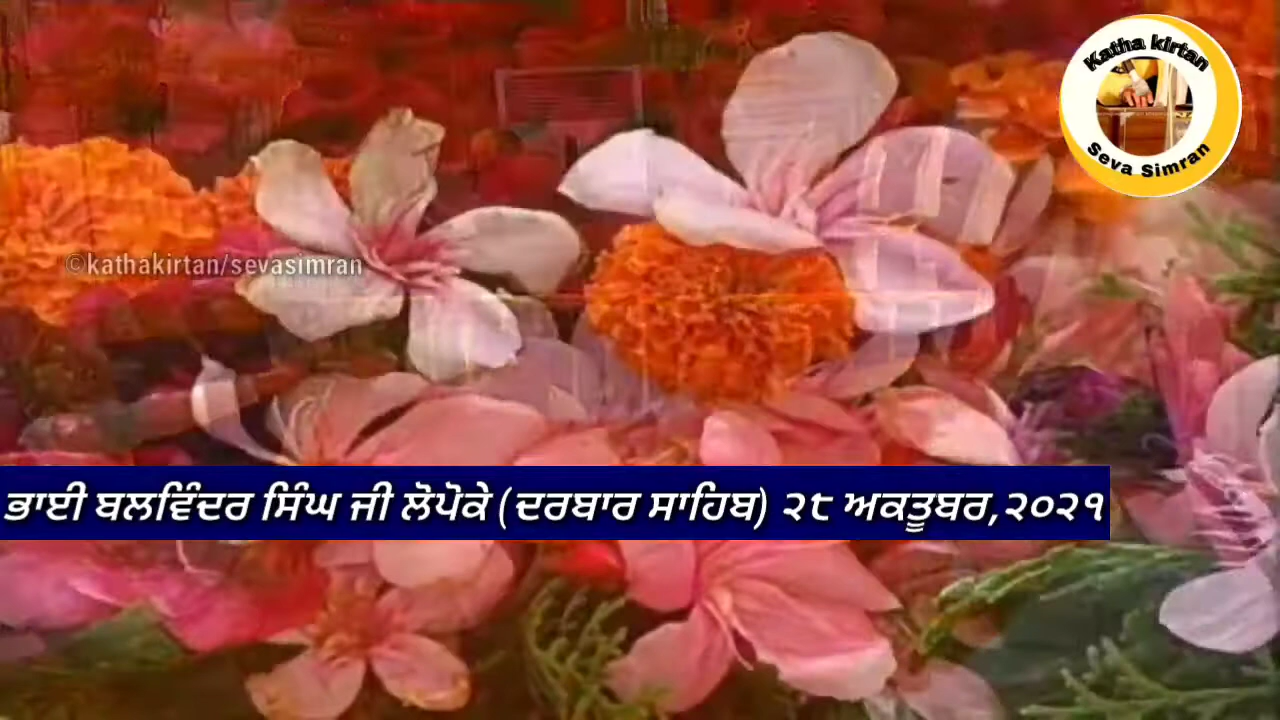 Katha kirtan
Seva Simran
©kathakirtan/sevasimran
ਭਾਈ ਬਲਵਿੰਦਰ ਸਿੰਘ ਜੀ ਲੋਪੋਕੇ (ਦਰਬਾਰ ਸਾਹਿਬ) ੨੮ ਅਕਤੂਬਰ,੨੦੨੧